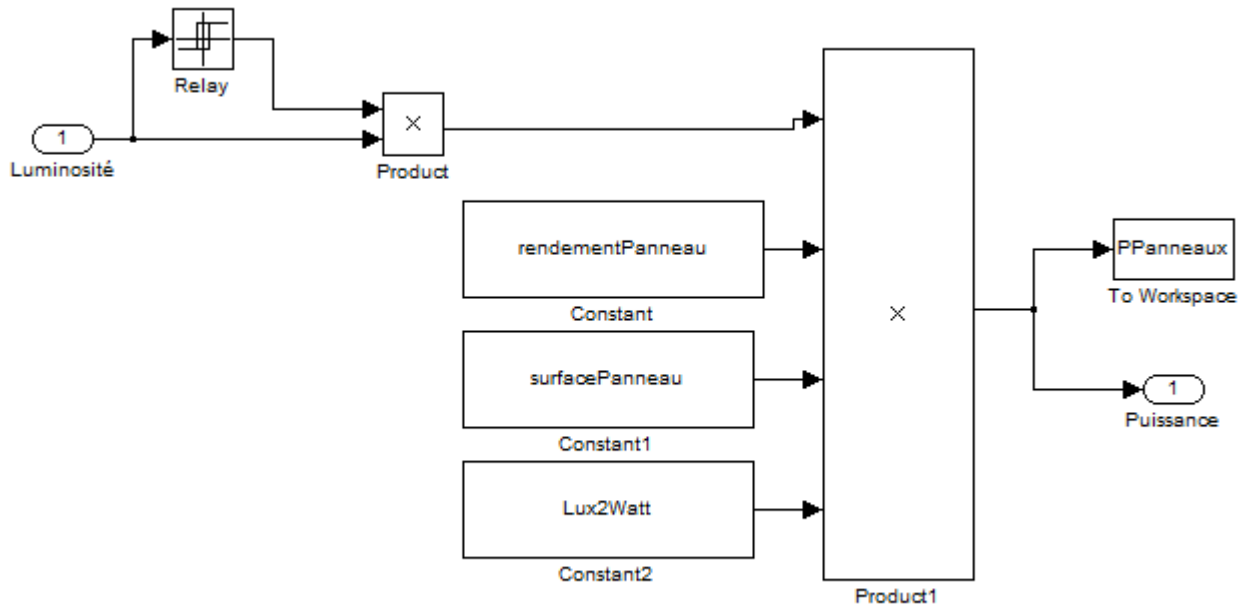 Relay
1
Luminosité
×
Product
rendementPanneau
Constant
surfacePanneau
Constant1
Lux2Watt
Constant2
×
Product1
PPanneaux
To Workspace
1
Puissance